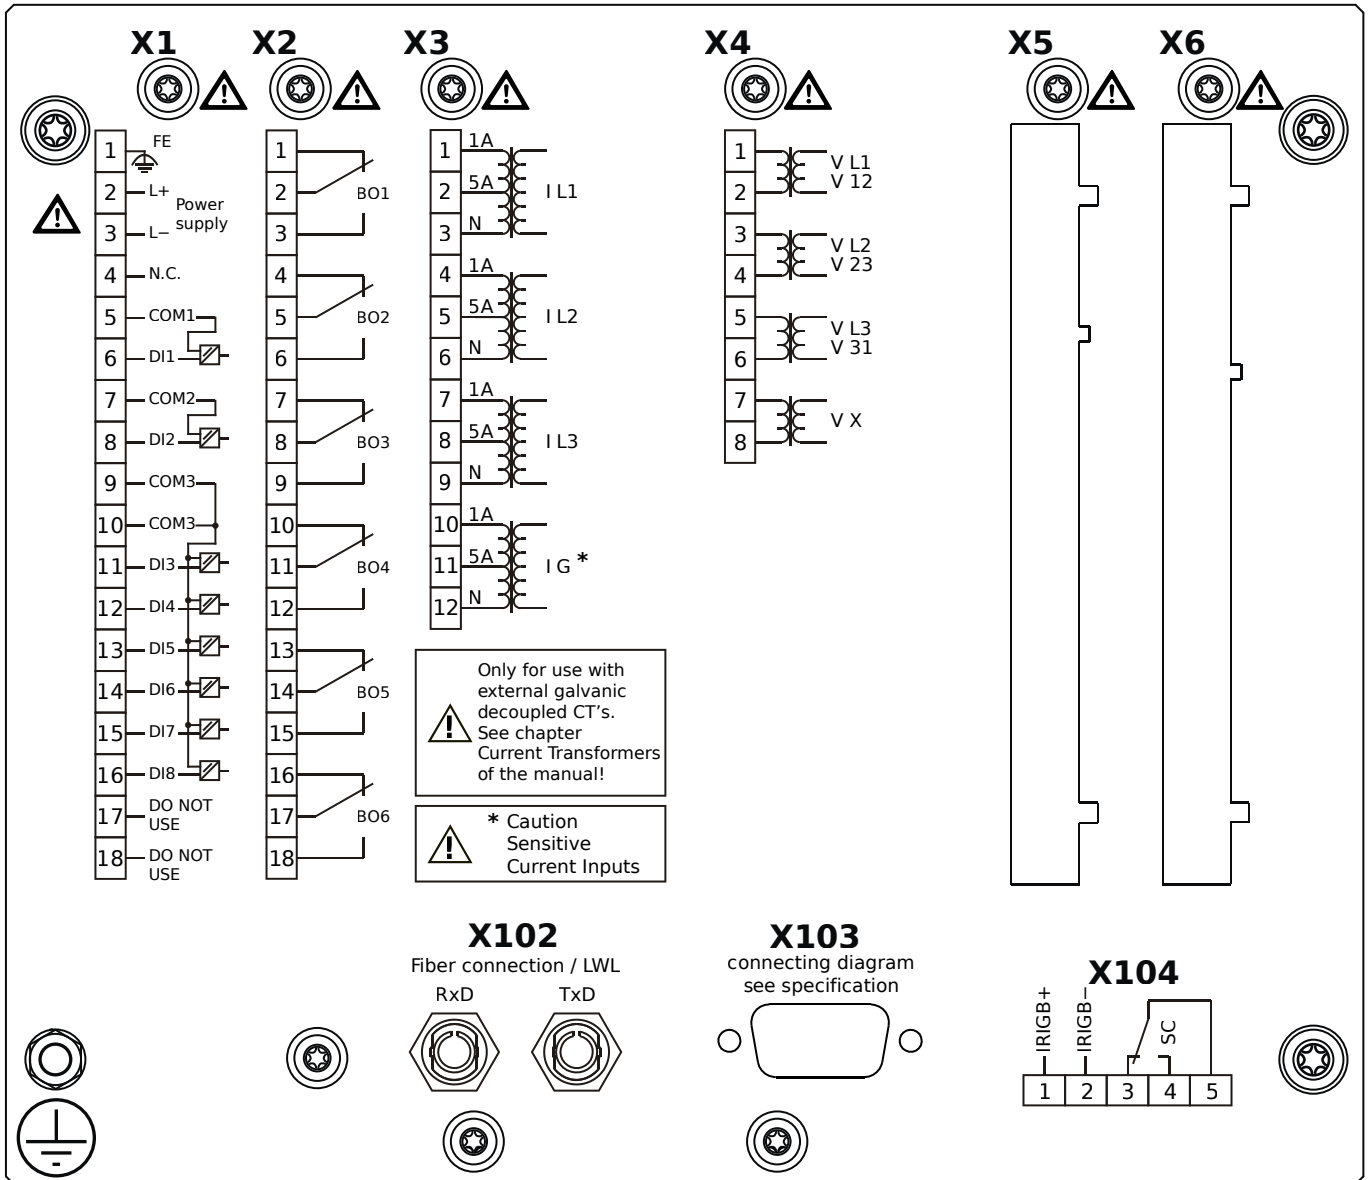 X1 X2 X3 X4 X5 X6
1 FE
2 L+
Power
supply
3 L−
4 N.C.
5 COM1
6 DI1
7 COM2
8 DI2
9 COM3
10 COM3
11 DI3
12 DI4
13 DI5
14 DI6
15 DI7
16 DI8
17 DO NOT
USE
18 DO NOT
USE
1
2 BO1
3
4
5 BO2
6
7
8 BO3
9
10
11 BO4
12
13
14 BO5
15
16
17 BO6
18
1 1A
2 5A I L1
3 N
4 1A
5 5A I L2
6 N
7 1A
8 5A I L3
9 N
10 1A
11 5A I G *
12 N
Only for use with
external galvanic
decoupled CT's.
See chapter
Current Transformers
of the manual!
* Caution
Sensitive
Current Inputs
1 V L1
2 V 12
3 V L2
4 V 23
5 V L3
6 V 31
7 V X
8
X102
Fiber connection / LWL
RxD TxD
X103
connecting diagram
see specification
X104
IRIGB+ IRIGB− SC
1 2 3 4 5